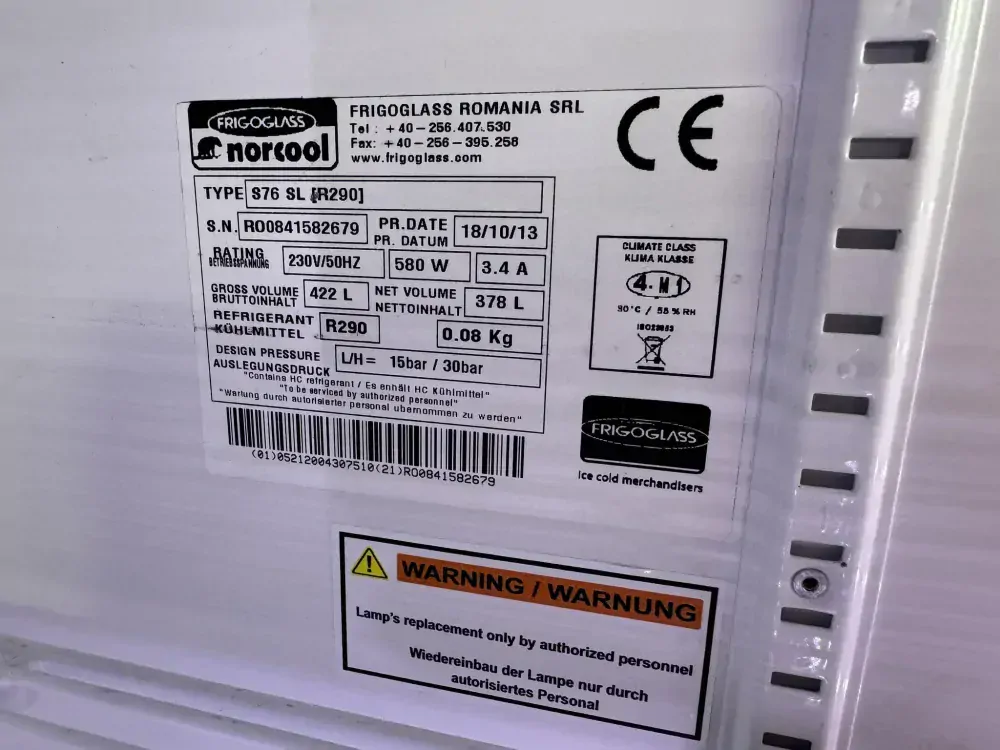 FRIGOGLASS
norcool
FRIGOGLASS ROMANIA SRL
Tel : +40-256.407.530
Fax: +40-256-395.258
www.frigoglass.com
CE
TYPE S76 SL [R290]
S.N. RO0841582679 PR.DATE PR. DATUM 18/10/13
RATING BETRIEBSSPANNUNG 230V/50HZ 580 W 3.4 A
GROSS VOLUME BRUTTOINHALT 422 L NET VOLUME NETTOINHALT 378 L
REFRIGERANT KÜHLMITTEL R290 0.08 Kg
DESIGN PRESSURE AUSLEGUNGSDRUCK L/H= 15bar / 30bar
"Contains HC refrigerant / Es enhält HC Kühlmittel"
"To be serviced by authorized personnel"
"Wartung durch autorisierter personal ubernommen zu werden"
(01)05212004307510(21)RO0841582679
CLIMATE CLASS
KLIMA KLASSE
4. M1
30°C / 55 % RH
FRIGOGLASS
Ice cold merchandisers
WARNING / WARNUNG
Lamp's replacement only by authorized personnel
Wiedereinbau der Lampe nur durch
autorisiertes Personal